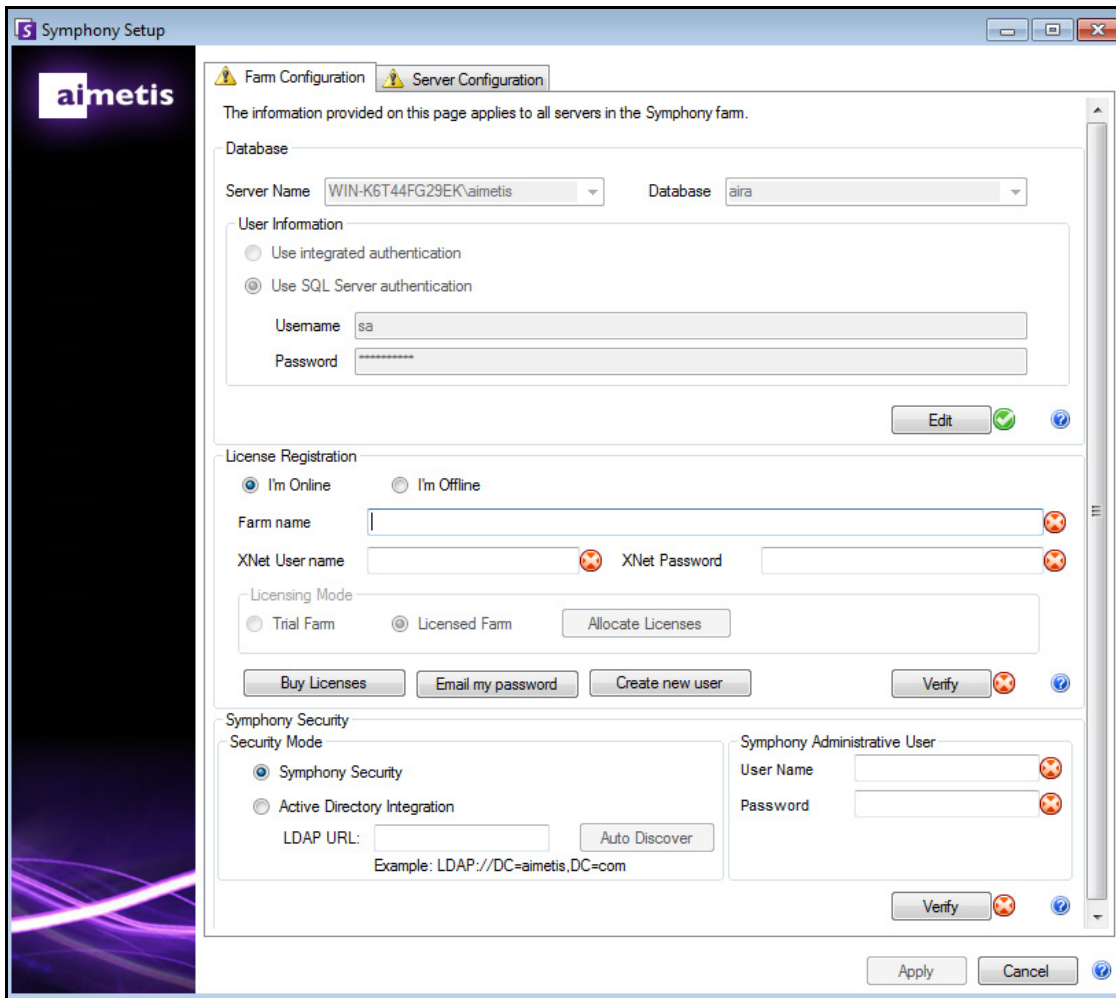 Symphony Setup
aimetis
Farm Configuration
Server Configuration
The information provided on this page applies to all servers in the Symphony farm.
Database
Server Name WIN-K6T44FG29EK\aimetis Database aira
User Information
Use integrated authentication
Use SQL Server authentication
Username sa
Password **********
Edit
License Registration
I'm Online I'm Offline
Farm name
XNet User name XNet Password
Licensing Mode
Trial Farm Licensed Farm Allocate Licenses
Buy Licenses Email my password Create new user Verify
Symphony Security
Security Mode Symphony Administrative User
Symphony Security User Name
Active Directory Integration Password
LDAP URL: Auto Discover
Example: LDAP://DC=aimetis,DC=com
Verify
Apply Cancel